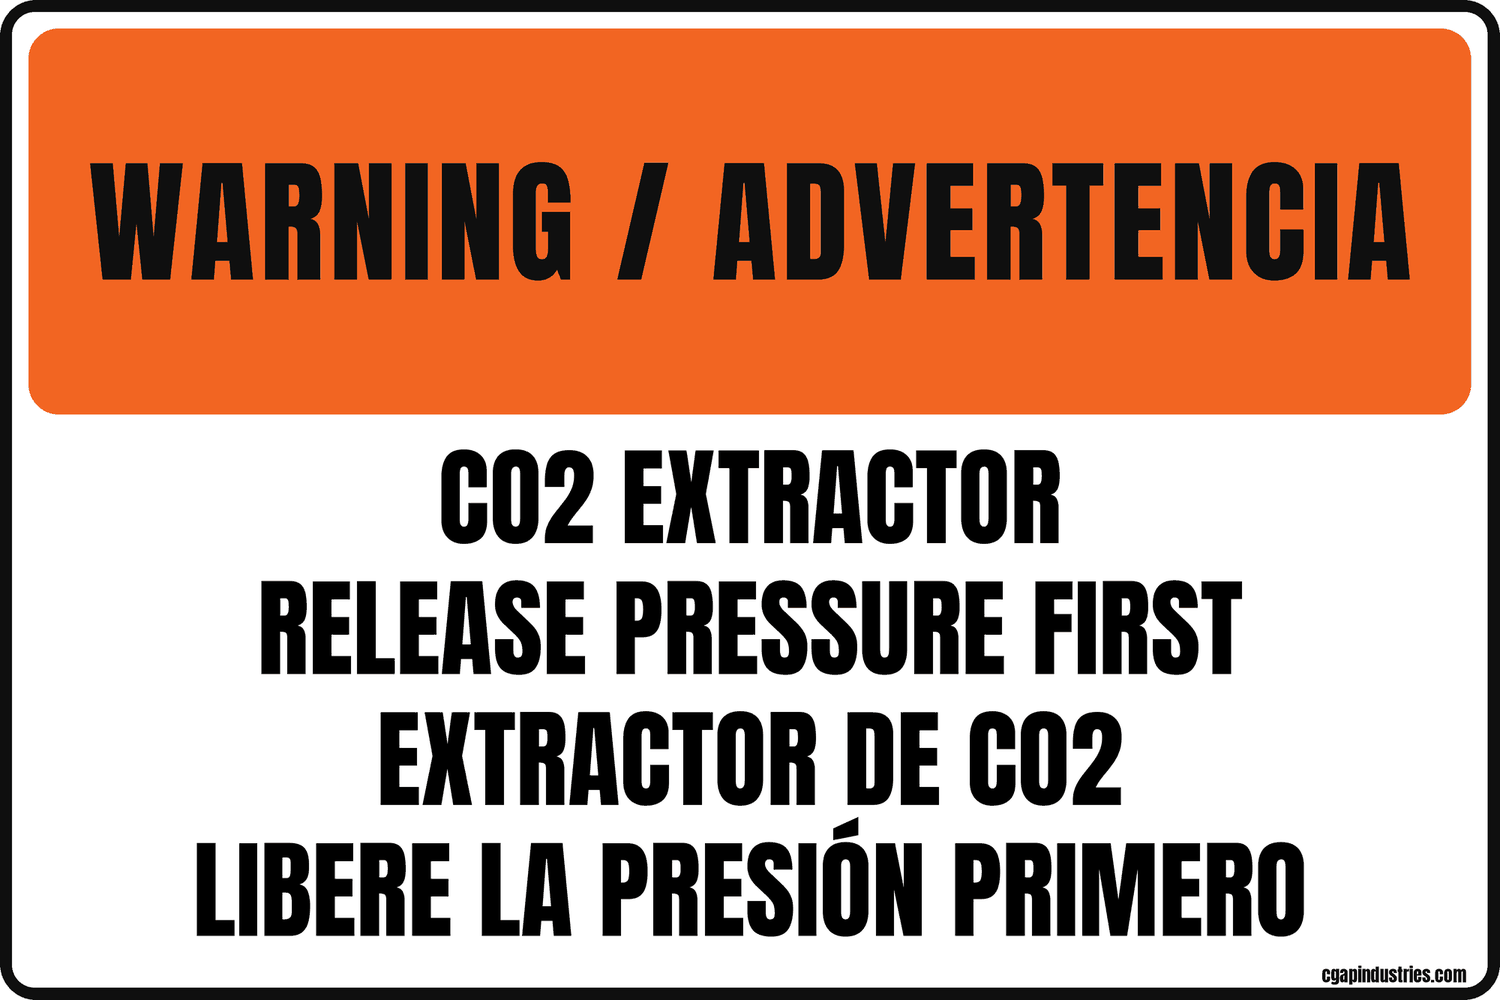 WARNING / ADVERTENCIA
CO2 EXTRACTOR
RELEASE PRESSURE FIRST
EXTRACTOR DE CO2
LIBERE LA PRESIÓN PRIMERO
cgapindustries.com